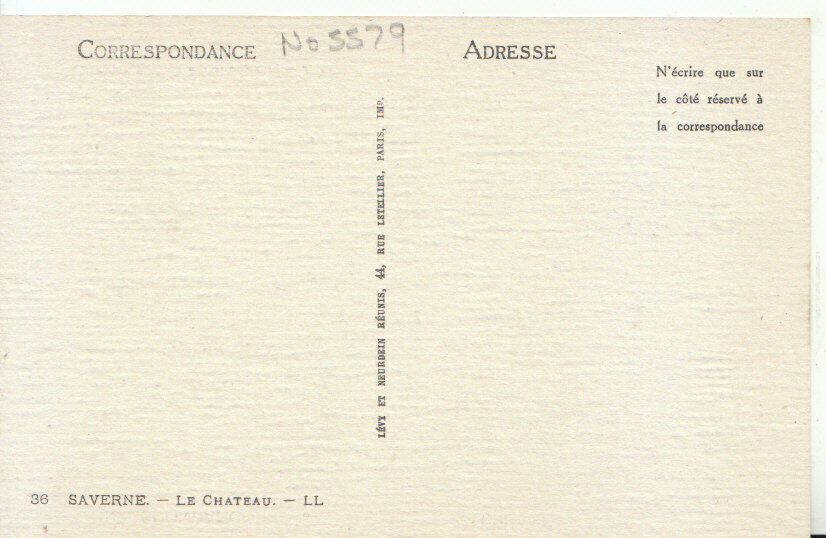 CORRESPONDANCE
No 5579
ADRESSE
N'écrire que sur
le côté réservé à
la correspondance
LÉVY ET NEURDEIN RÉUNIS, 44, RUE LETELLIER, PARIS, IMP.
36 SAVERNE. — LE CHATEAU. — LL